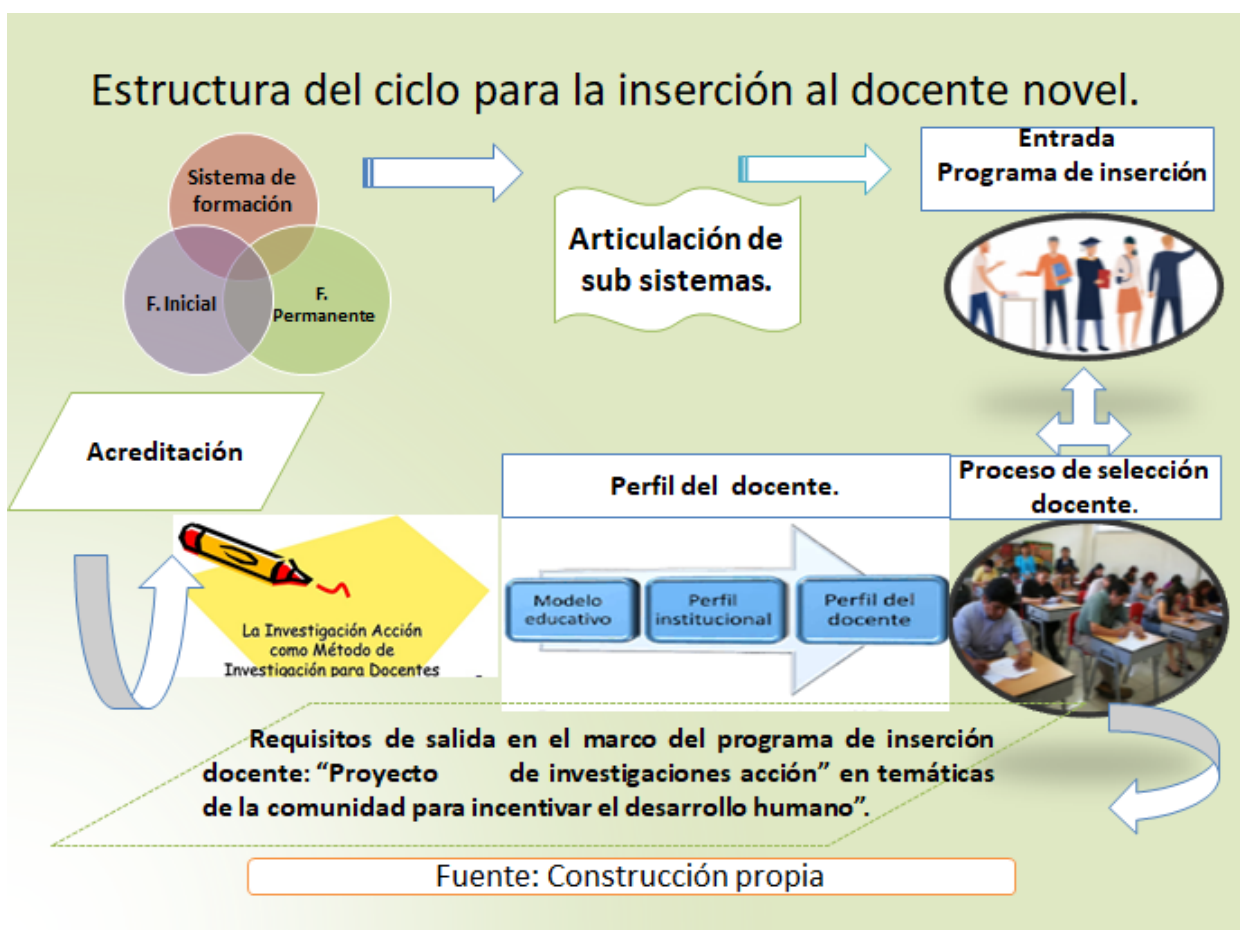 Estructura del ciclo para la inserción al docente novel.
Sistema de
formación
F. Inicial
F.
Permanente
Articulación de
sub sistemas.
Entrada
Programa de inserción
Acreditación
Perfil del docente.
Proceso de selección
docente.
La Investigación Acción
como Método de
Investigación para Docentes
Modelo
educativo
Perfil
institucional
Perfil del
docente
Requisitos de salida en el marco del programa de inserción
docente: “Proyecto de investigaciones acción” en temáticas
de la comunidad para incentivar el desarrollo humano”.
Fuente: Construcción propia